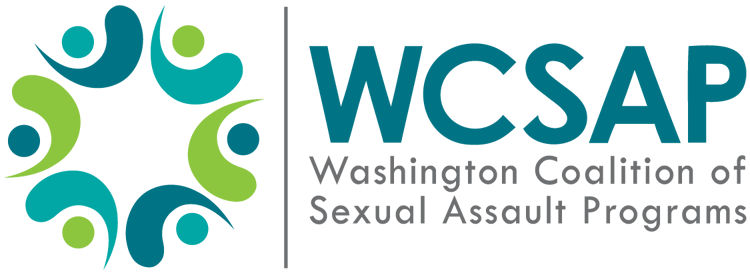 WCSAP
Washington Coalition of
Sexual Assault Programs